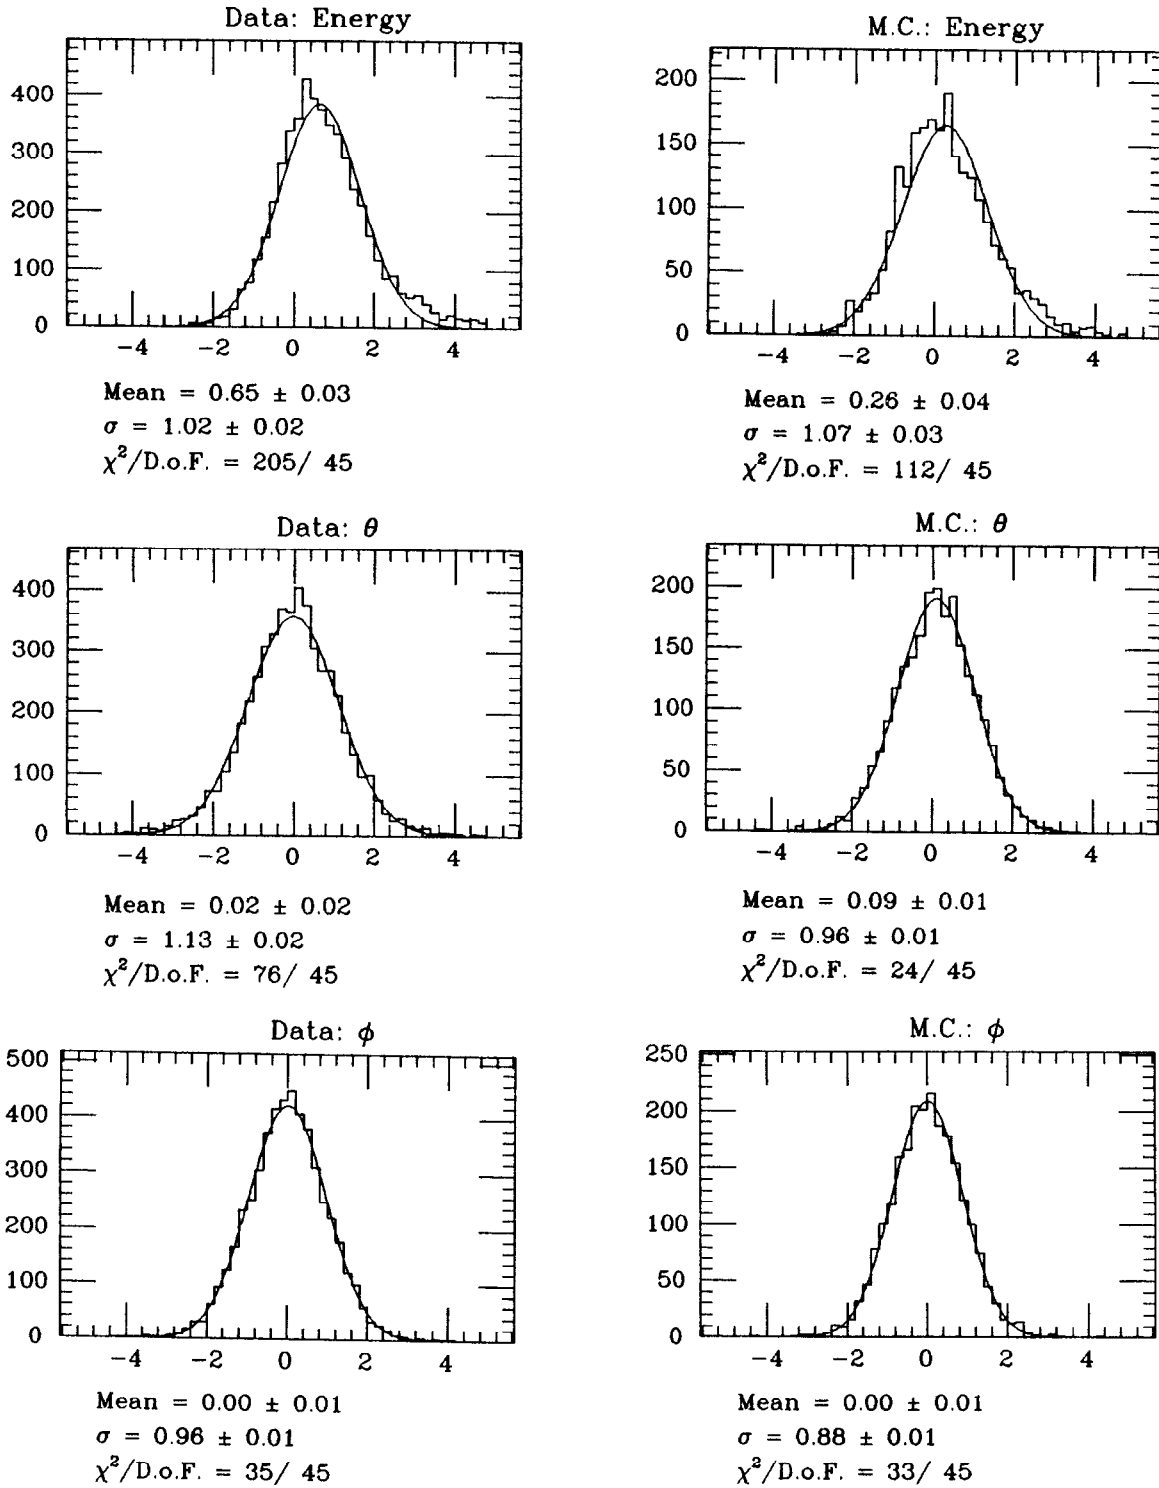 Data: Energy
400
300
200
100
0
−4 −2 0 2 4
Mean = 0.65 ± 0.03
σ = 1.02 ± 0.02
χ²/D.o.F. = 205/ 45
M.C.: Energy
200
150
100
50
0
−4 −2 0 2 4
Mean = 0.26 ± 0.04
σ = 1.07 ± 0.03
χ²/D.o.F. = 112/ 45
Data: θ
400
300
200
100
0
−4 −2 0 2 4
Mean = 0.02 ± 0.02
σ = 1.13 ± 0.02
χ²/D.o.F. = 76/ 45
M.C.: θ
200
150
100
50
0
−4 −2 0 2 4
Mean = 0.09 ± 0.01
σ = 0.96 ± 0.01
χ²/D.o.F. = 24/ 45
Data: ϕ
500
400
300
200
100
0
−4 −2 0 2 4
Mean = 0.00 ± 0.01
σ = 0.96 ± 0.01
χ²/D.o.F. = 35/ 45
M.C.: ϕ
250
200
150
100
50
0
−4 −2 0 2 4
Mean = 0.00 ± 0.01
σ = 0.88 ± 0.01
χ²/D.o.F. = 33/ 45